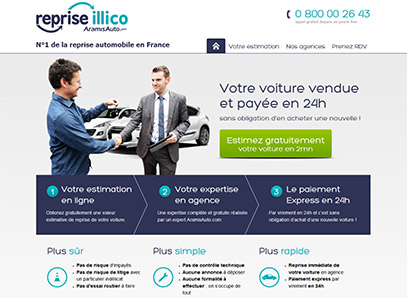 reprise illico
AramisAuto.com
0 800 00 26 43
appel gratuit depuis un poste fixe
N°1 de la reprise automobile en France
Votre estimation
Nos agences
Prenez RDV
Votre voiture vendue
et payée en 24h
sans obligation d'en acheter une nouvelle !
Estimez gratuitement
votre voiture en 2mn
1 Votre estimation
en ligne
Obtenez gratuitement une valeur
estimative de reprise de votre voiture.
2 Votre expertise
en agence
Une expertise complète et gratuite réalisée
par un expert AramisAuto.com
3 Le paiement
Express en 24h
Par virement en 24h et c'est sans
obligation d'achat d'une nouvelle voiture !
Plus sûr
Pas de risque d'impayés
Pas de risque de litige avec
un particulier indélicat
Pas d'essai routier à faire
Plus simple
Pas de contrôle technique
Aucune annonce à déposer
Aucune formalité à
effectuer : on s'occupe de
tout
Plus rapide
Reprise immédiate de
votre voiture en agence
Paiement express par
virement en 24h